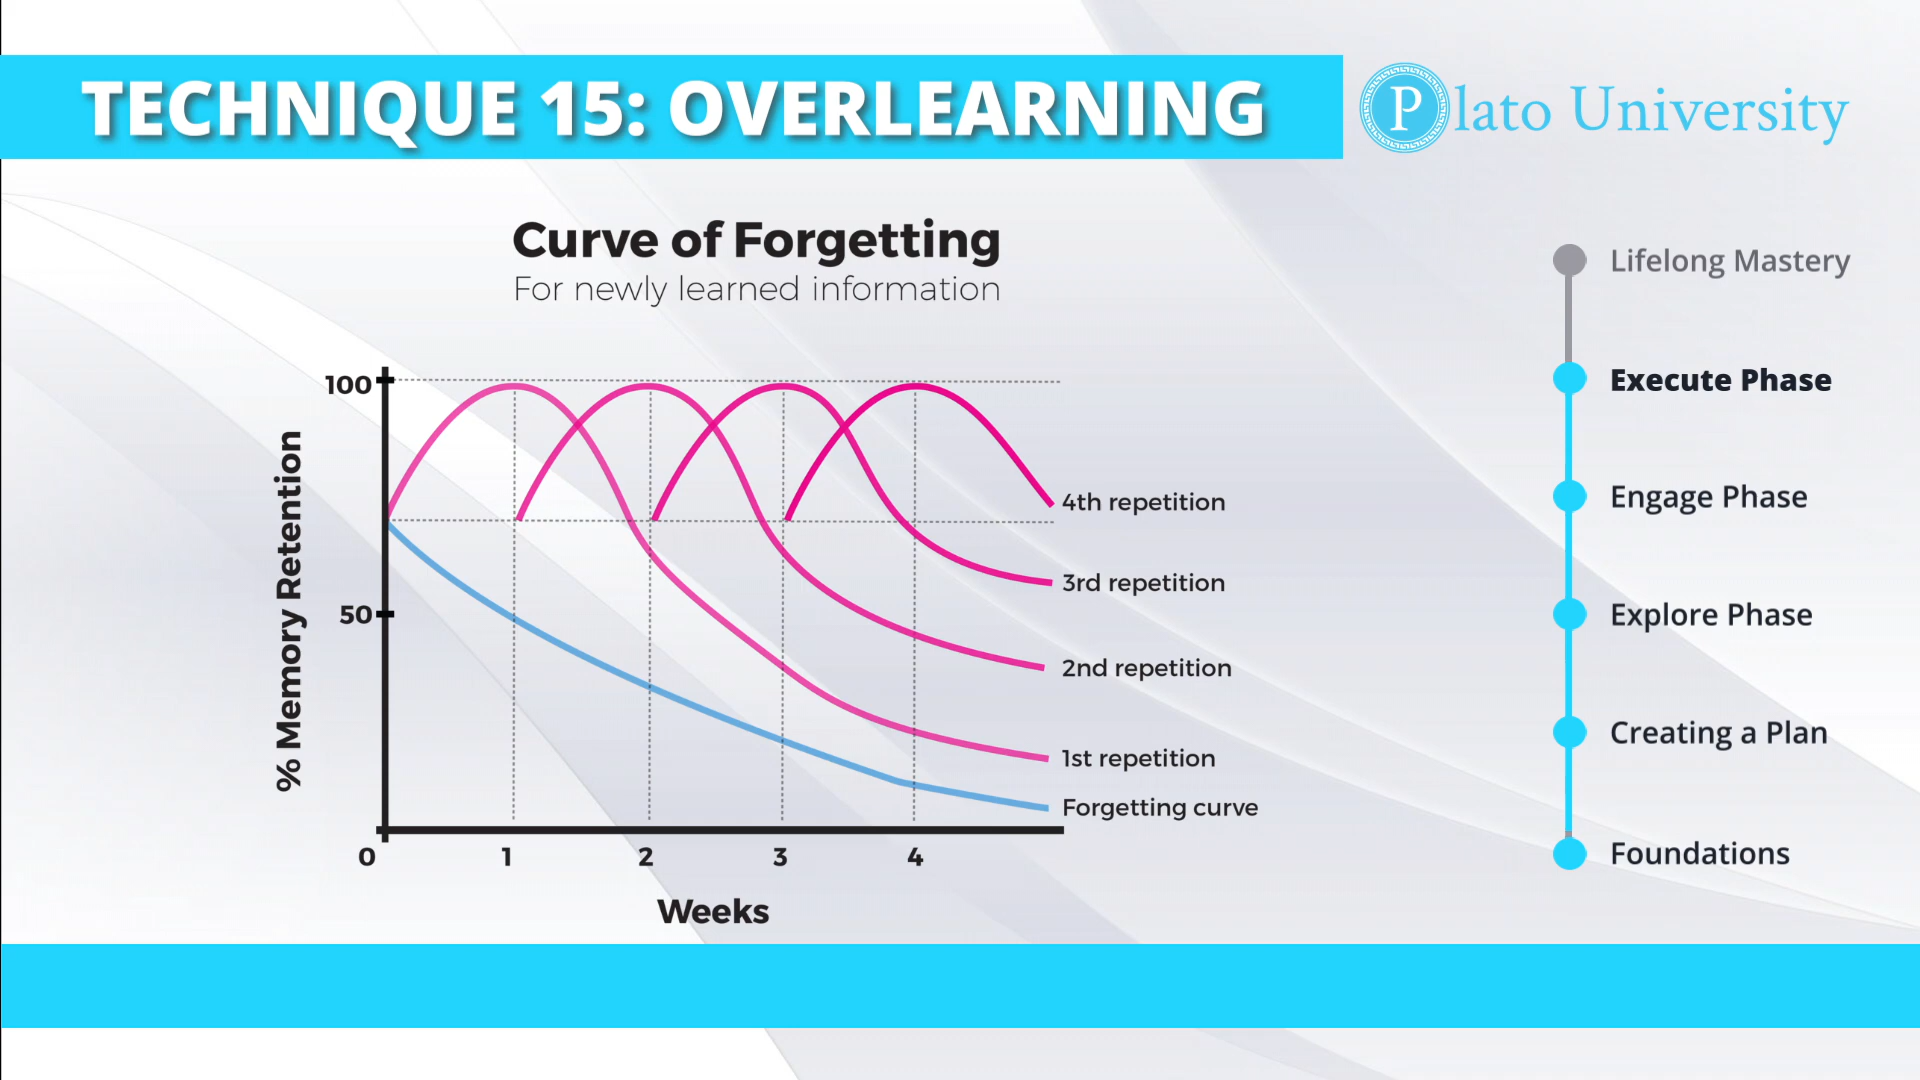 TECHNIQUE 15: OVERLEARNING
Plato University
Curve of Forgetting
For newly learned information
% Memory Retention
100
50
0
1
2
3
4
Weeks
4th repetition
3rd repetition
2nd repetition
1st repetition
Forgetting curve
Lifelong Mastery
Execute Phase
Engage Phase
Explore Phase
Creating a Plan
Foundations